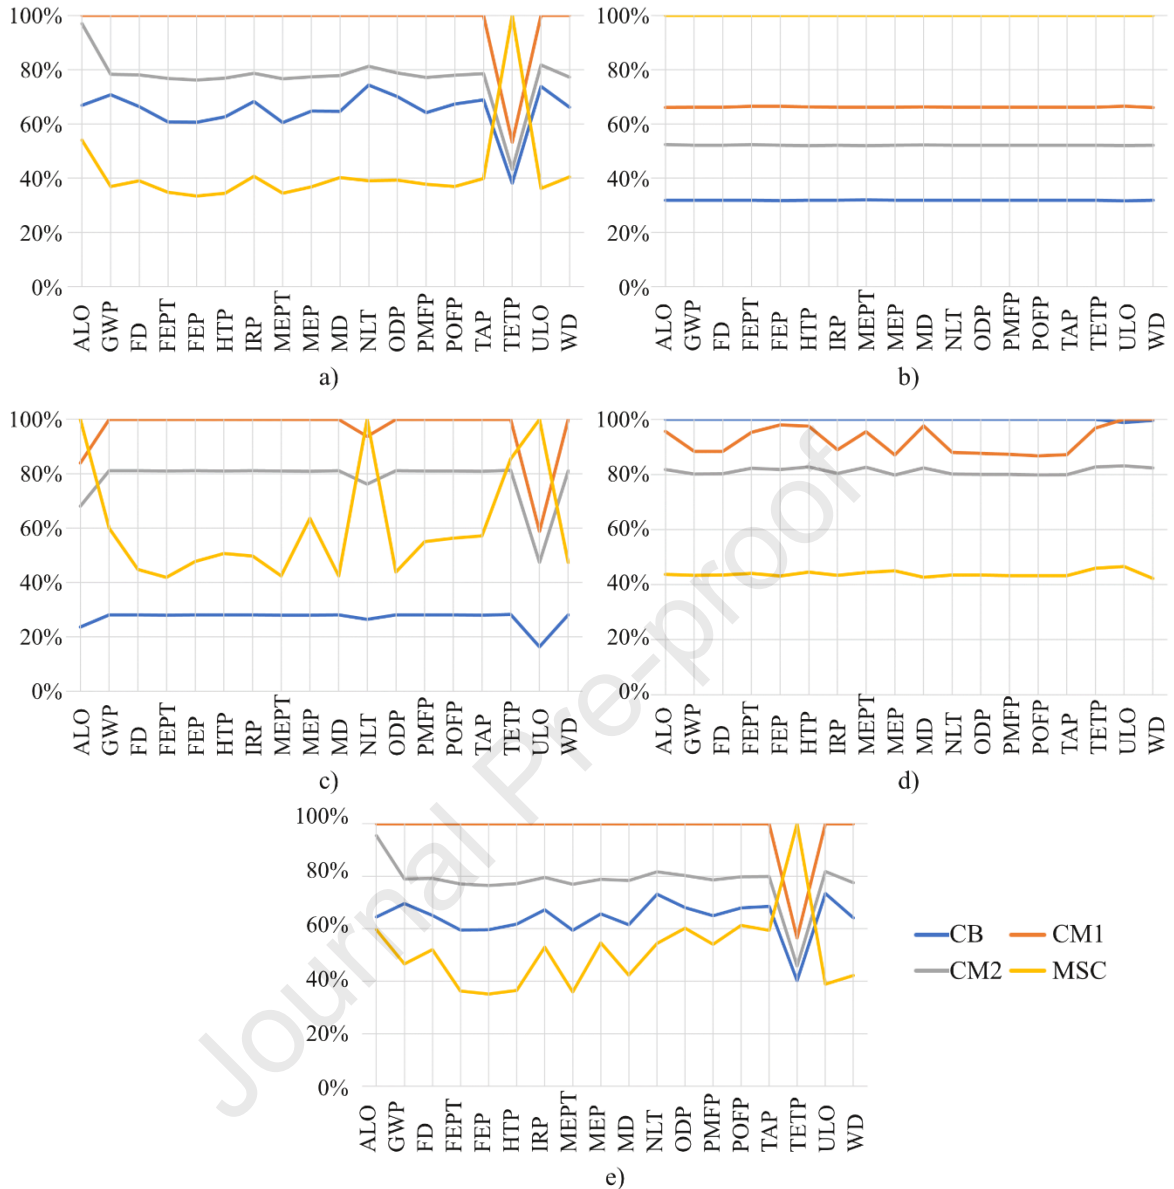 100%
80%
60%
40%
20%
0%
ALO
GWP
FD
FEPT
FEP
HTP
IRP
MEPT
MEP
MD
NLT
ODP
PMFP
POFP
TAP
TETP
ULO
WD
a)
100%
80%
60%
40%
20%
0%
ALO
GWP
FD
FEPT
FEP
HTP
IRP
MEPT
MEP
MD
NLT
ODP
PMFP
POFP
TAP
TETP
ULO
WD
b)
100%
80%
60%
40%
20%
0%
ALO
GWP
FD
FEPT
FEP
HTP
IRP
MEPT
MEP
MD
NLT
ODP
PMFP
POFP
TAP
TETP
ULO
WD
c)
100%
80%
60%
40%
20%
0%
ALO
GWP
FD
FEPT
FEP
HTP
IRP
MEPT
MEP
MD
NLT
ODP
PMFP
POFP
TAP
TETP
ULO
WD
d)
100%
80%
60%
40%
20%
0%
ALO
GWP
FD
FEPT
FEP
HTP
IRP
MEPT
MEP
MD
NLT
ODP
PMFP
POFP
TAP
TETP
ULO
WD
e)
CB CM1
CM2 MSC
Journal Pre-proof